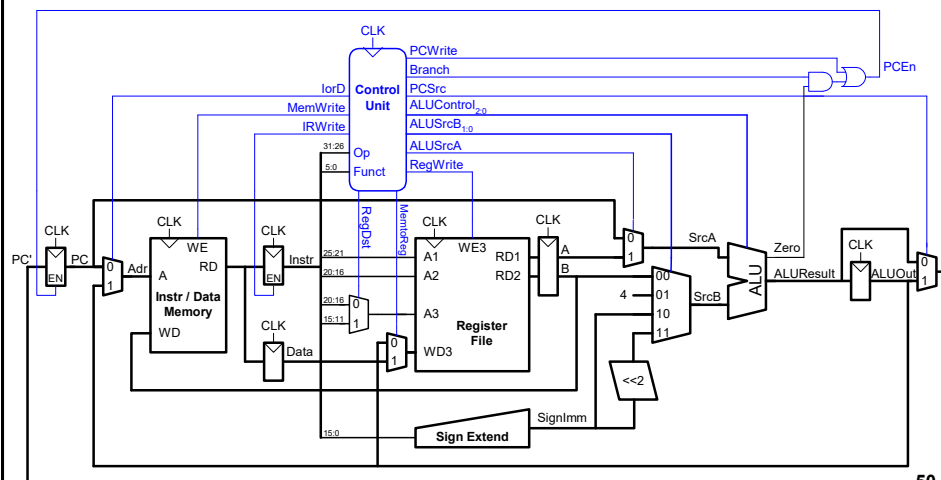 CLK
PCWrite
Branch
PCEn
IorD
Control
Unit
PCSrc
MemWrite
ALUControl2:0
IRWrite
ALUSrcB1:0
31:26
Op
ALUSrcA
5:0
Funct
RegWrite
RegDst
MemtoReg
CLK
CLK
CLK
CLK
CLK
CLK
PC'
PC
EN
0
1
Adr
WE
A
RD
Instr / Data
Memory
WD
EN
Instr
CLK
Data
25:21
20:16
20:16
15:11
0
1
0
1
A1
A2
A3
WD3
WE3
RD1
RD2
Register
File
A
B
0
1
SrcA
00
4
01
10
11
SrcB
ALU
Zero
ALUResult
ALUOut
0
1
<<2
SignImm
15:0
Sign Extend
50